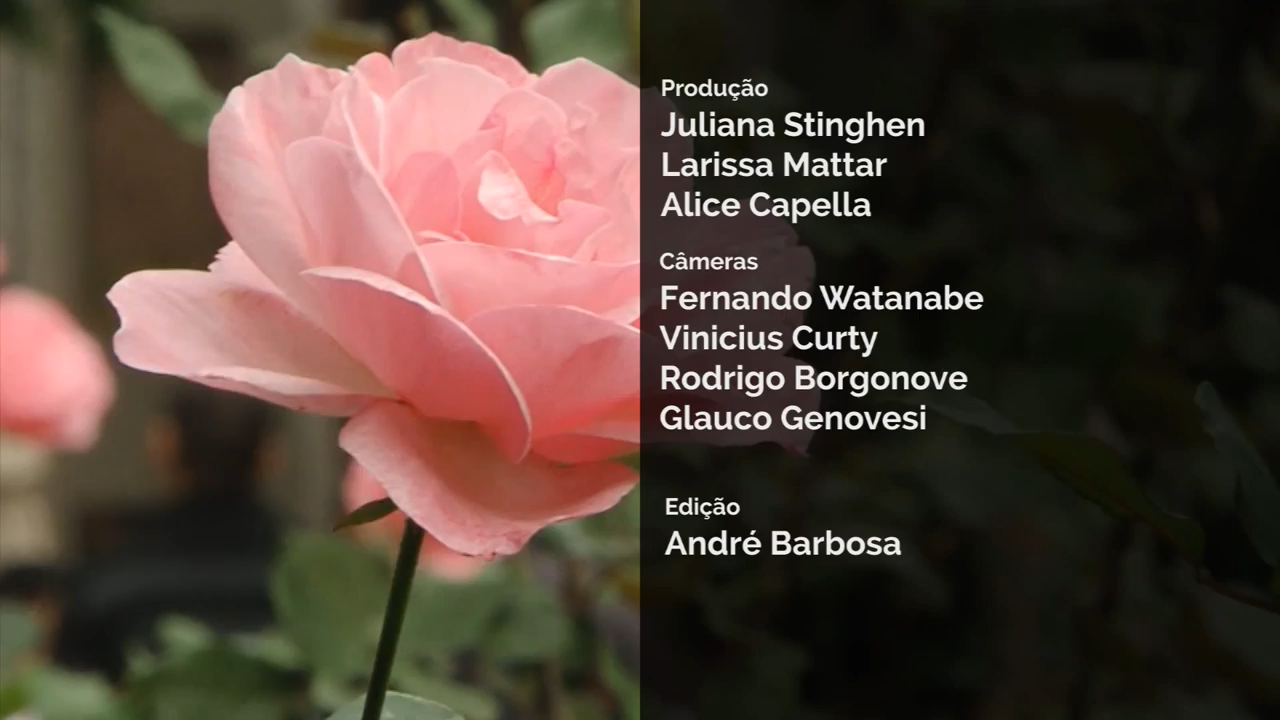 Produção
Juliana Stinghen
Larissa Mattar
Alice Capella
Câmeras
Fernando Watanabe
Vinicius Curty
Rodrigo Borgonove
Glauco Genovesi
Edição
André Barbosa